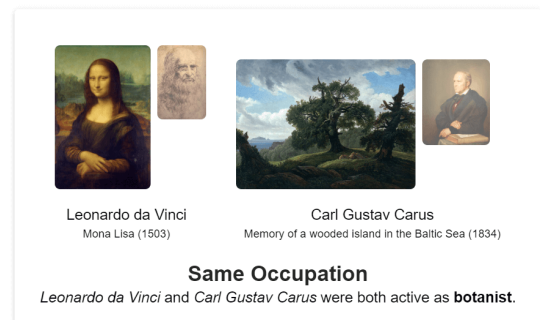 Leonardo da Vinci
Mona Lisa (1503)
Carl Gustav Carus
Memory of a wooded island in the Baltic Sea (1834)
Same Occupation
Leonardo da Vinci and Carl Gustav Carus were both active as botanist.